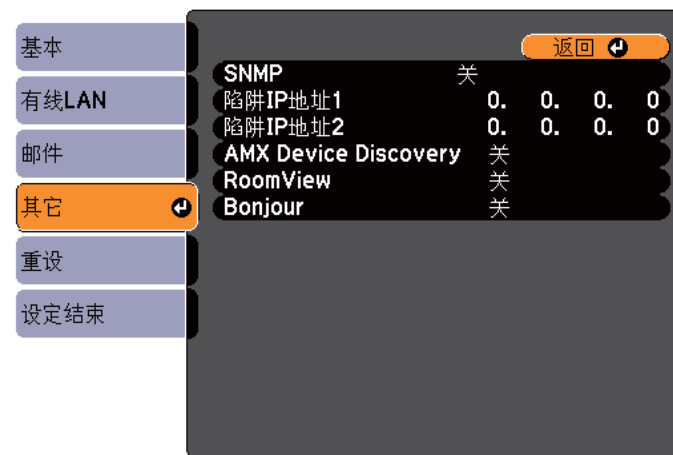 基本
有线LAN
邮件
其它
重设
设定结束
返回
SNMP 关
陷阱IP地址1 0. 0. 0. 0
陷阱IP地址2 0. 0. 0. 0
AMX Device Discovery 关
RoomView 关
Bonjour 关